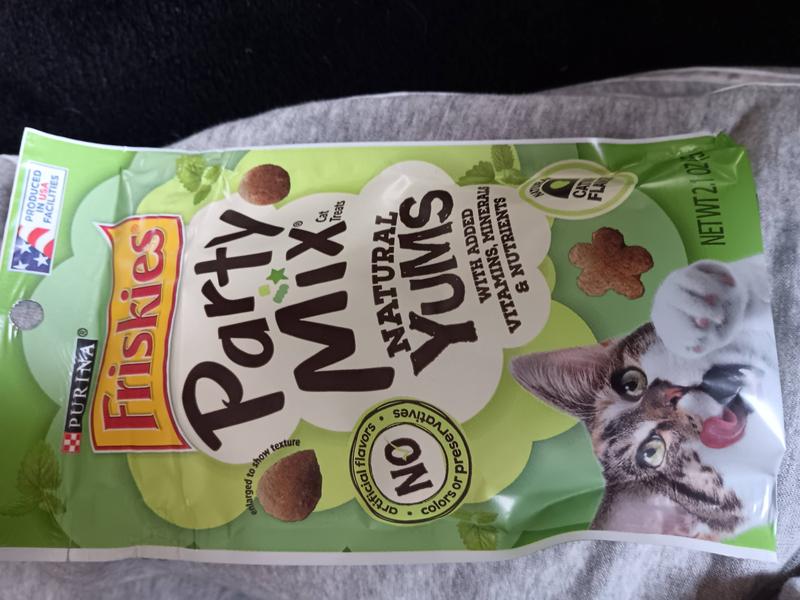 PRODUCED
IN USA
FACILITIES
PURINA®
Friskies®
Party
Mix®
Cat
Treats
NATURAL
YUMS
WITH ADDED
VITAMINS, MINERALS
& NUTRIENTS
enlarged to show texture
NO
artificial flavors •
colors or preservatives •
NET WT 2.1 OZ